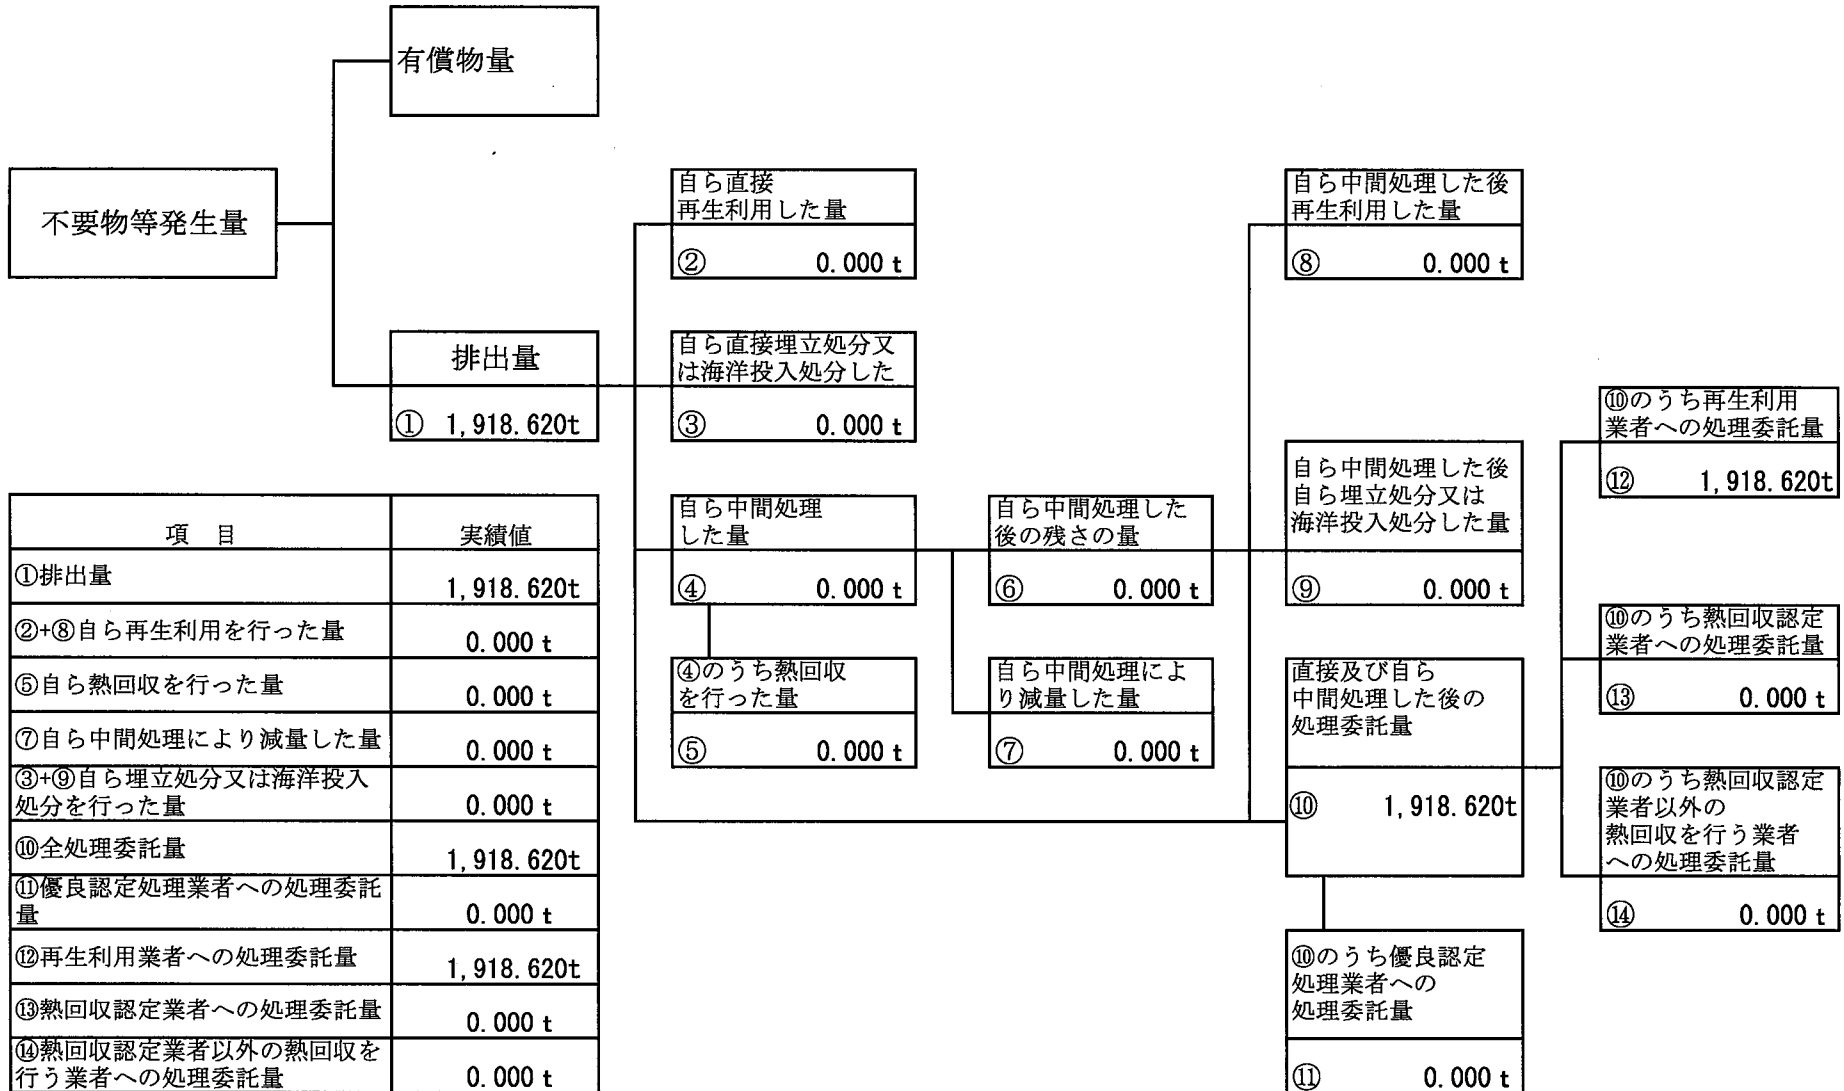 有償物量
不要物等発生量
排出量
① 1,918.620t
自ら直接
再生利用した量
② 0.000 t
自ら直接埋立処分又
は海洋投入処分した
③ 0.000 t
自ら中間処理
した量
④ 0.000 t
④のうち熱回収
を行った量
⑤ 0.000 t
自ら中間処理した
後の残さの量
⑥ 0.000 t
自ら中間処理によ
り減量した量
⑦ 0.000 t
自ら中間処理した後
再生利用した量
⑧ 0.000 t
自ら中間処理した後
自ら埋立処分又は
海洋投入処分した量
⑨ 0.000 t
直接及び自ら
中間処理した後の
処理委託量
⑩ 1,918.620t
⑩のうち優良認定
処理業者への
処理委託量
⑪ 0.000 t
⑩のうち再生利用
業者への処理委託量
⑫ 1,918.620t
⑩のうち熱回収認定
業者への処理委託量
⑬ 0.000 t
⑩のうち熱回収認定
業者以外の
熱回収を行う業者
への処理委託量
⑭ 0.000 t
項 目 実績値
①排出量 1,918.620t
②+⑧自ら再生利用を行った量 0.000 t
⑤自ら熱回収を行った量 0.000 t
⑦自ら中間処理により減量した量 0.000 t
③+⑨自ら埋立処分又は海洋投入
処分を行った量 0.000 t
⑩全処理委託量 1,918.620t
⑪優良認定処理業者への処理委託
量 0.000 t
⑫再生利用業者への処理委託量 1,918.620t
⑬熱回収認定業者への処理委託量 0.000 t
⑭熱回収認定業者以外の熱回収を
行う業者への処理委託量 0.000 t